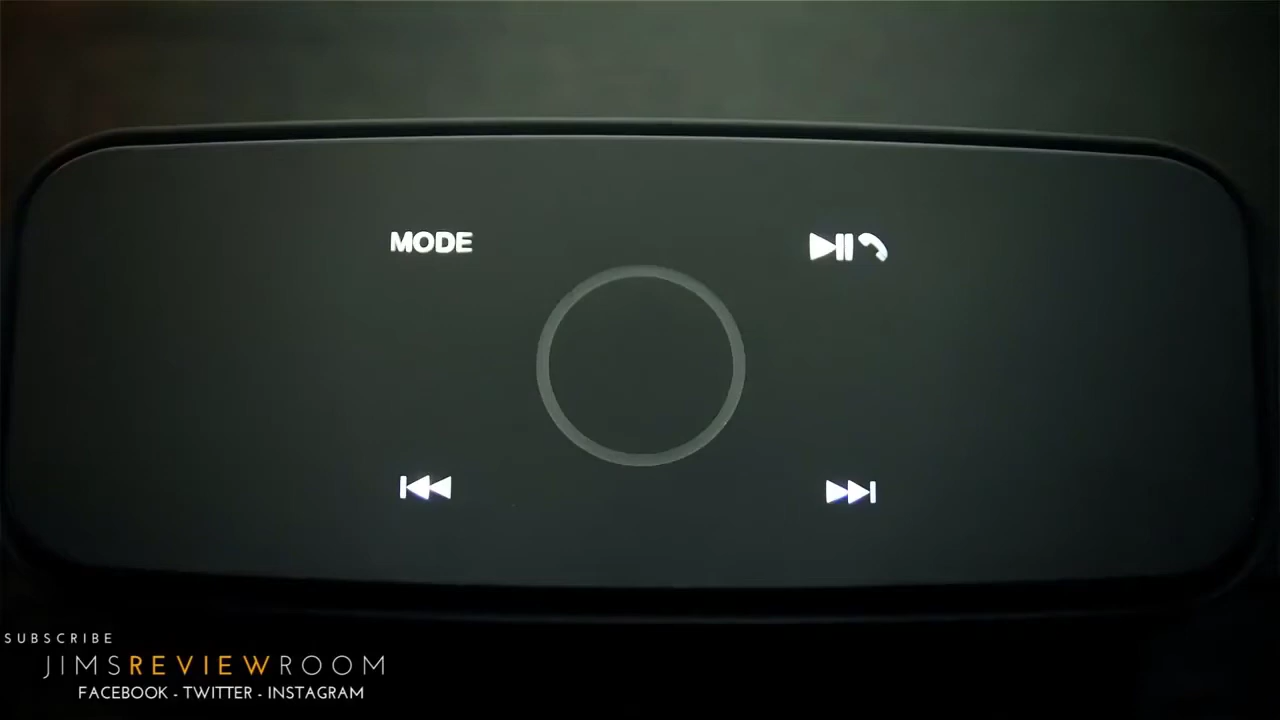 MODE
SUBSCRIBE
JIMSREVIEWROOM
FACEBOOK - TWITTER - INSTAGRAM